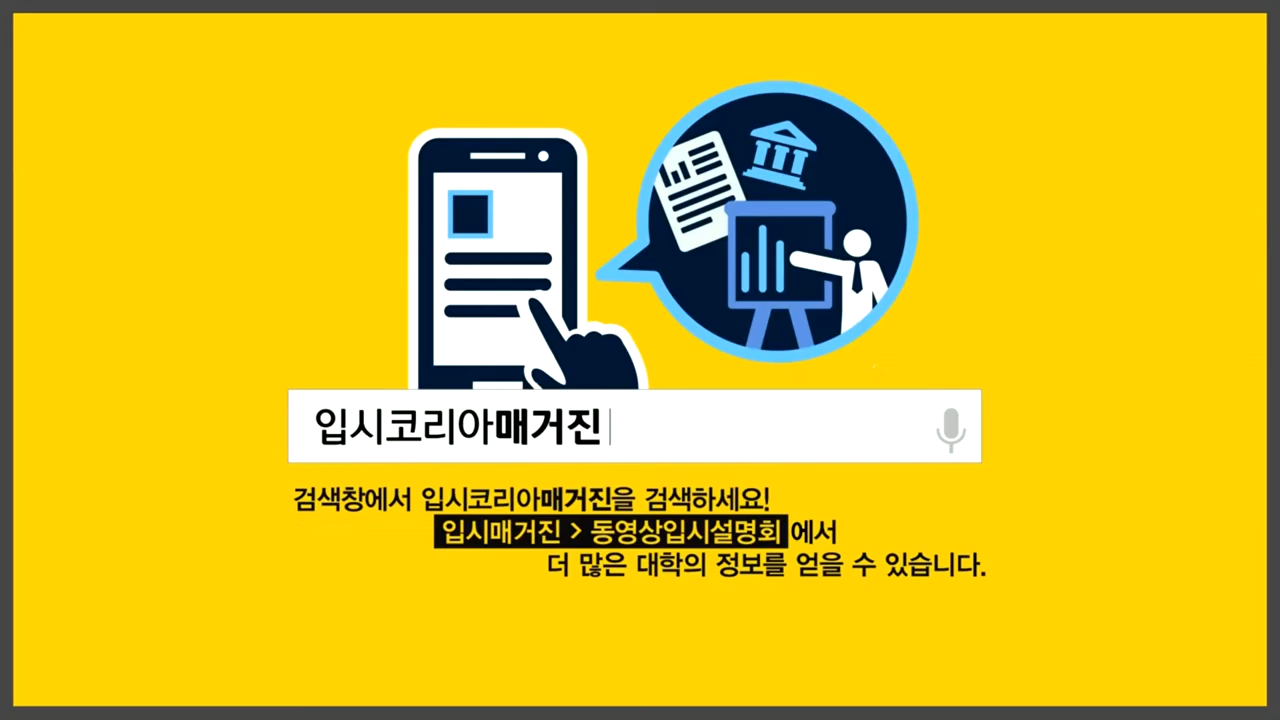 입시코리아매거진
검색창에서 입시코리아매거진을 검색하세요!
입시매거진 > 동영상입시설명회 에서
더 많은 대학의 정보를 얻을 수 있습니다.